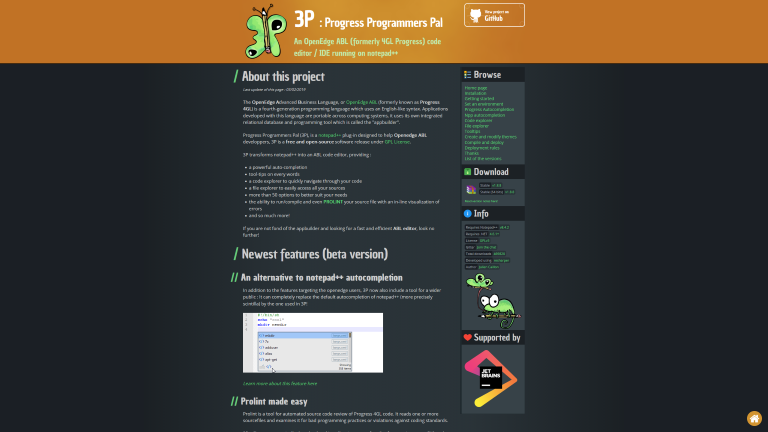 3P : Progress Programmers Pal
An OpenEdge ABL (formerly 4GL Progress) code
editor / IDE running on notepad++
View project on
GitHub
/ About this project
The OpenEdge Advanced Business Language, or OpenEdge ABL (formerly known as Progress
4GL) is a fourth-generation programming language which uses an English-like syntax. Applications
developed with this language are portable across computing systems, it uses its own integrated
relational database and programming tool which is called the "appbuilder".
Progress Programmers Pal (3P), is a notepad++ plug-in designed to help Openedge ABL
developpers, 3P is a free and open source software release under GPL License.
3P transforms notepad++ into an ABL code editor, providing :
• a powerful auto-completion
• tool-tips on every words
• a code explorer to quickly navigate through your code
• a file explorer to easily access all your sources
• more than 50 options to better suit your needs
• the ability to run/compile and even PROLINT your source file with an in-line visualization of
errors
• and so much more!
If you are not fond of the appbuilder and looking for a fast and efficient ABL editor, look no
further!
/ Newest features (beta version)
// An alternative to notepad++ autocompletion
In addition to the features targeting the openedge users, 3P now also include a tool for a wider
public : it can completely replace the default autocompletion of notepad++ (more precisely
scintilla) by the one used in 3P!
Learn more about this feature here
// Prolint made easy
Prolint is a tool for automated source code review of Progress 4GL code. It reads one or more
sourcefiles and examines it for bad programming practices or violations against coding standards.
Browse
Home page
Installation
Getting started
Set an environment
Progress Autocompletion
Npp autocompletion
Code explorer
File explorer
Tooltips
Create and modify themes
Compile and deploy
Deployment rules
Thanks
List of the versions
Download
Info
Supported by
JET
BRAINS